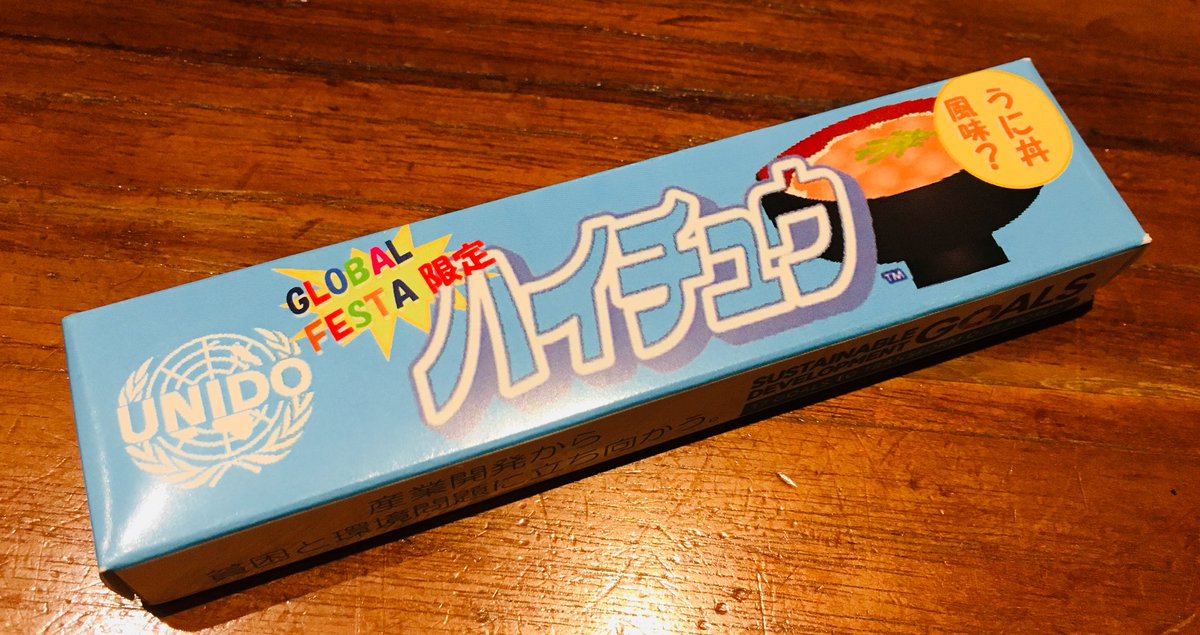 GLOBAL
FESTA 限定
ハイチュウ
TM
うに丼
風味?
UNIDO
産業開発から
貧困と環境問題に立ち向かう。
SUSTAINABLE
DEVELOPMENT
GOALS